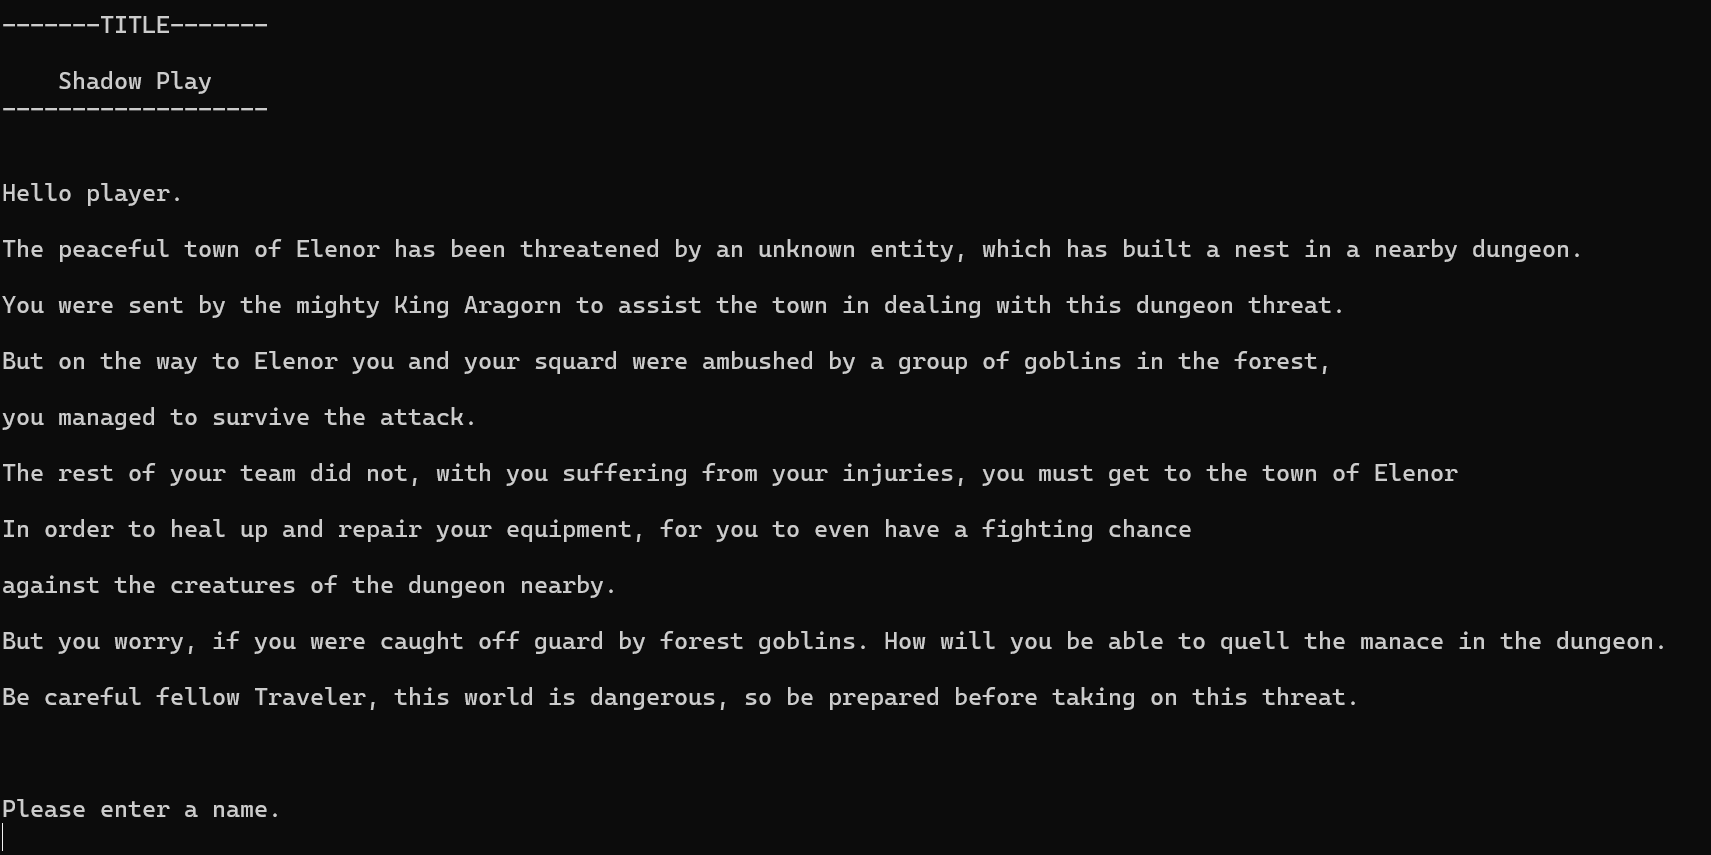 -------TITLE-------
Shadow Play
-------------------
Hello player.
The peaceful town of Elenor has been threatened by an unknown entity, which has built a nest in a nearby dungeon.
You were sent by the mighty King Aragorn to assist the town in dealing with this dungeon threat.
But on the way to Elenor you and your squard were ambushed by a group of goblins in the forest,
you managed to survive the attack.
The rest of your team did not, with you suffering from your injuries, you must get to the town of Elenor
In order to heal up and repair your equipment, for you to even have a fighting chance
against the creatures of the dungeon nearby.
But you worry, if you were caught off guard by forest goblins. How will you be able to quell the manace in the dungeon.
Be careful fellow Traveler, this world is dangerous, so be prepared before taking on this threat.
Please enter a name.